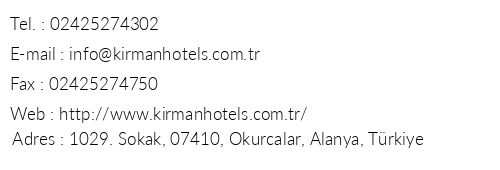 Tel. : 02425274302
E-mail : info@kirmanhotels.com.tr
Fax : 02425274750
Web : http://www.kirmanhotels.com.tr/
Adres : 1029. Sokak, 07410, Okurcalar, Alanya, Türkiye